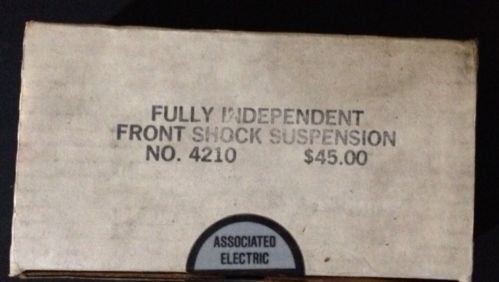 FULLY INDEPENDENT
FRONT SHOCK SUSPENSION
NO. 4210 $45.00
ASSOCIATED
ELECTRIC